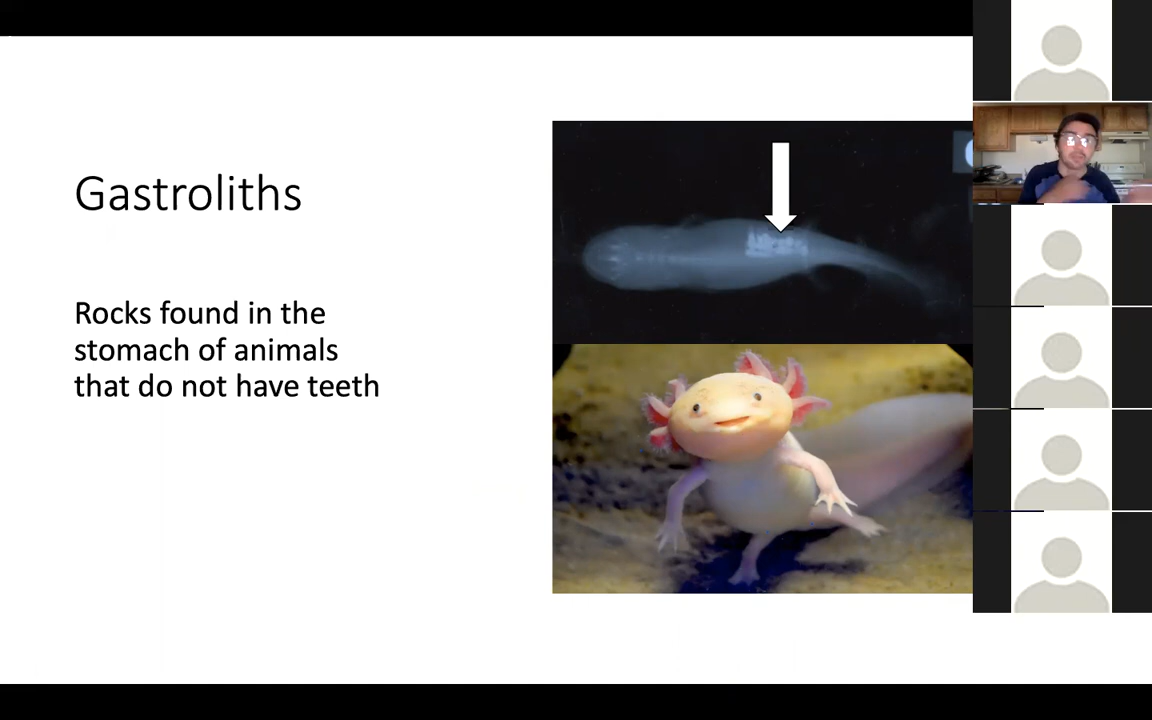 Gastroliths
Rocks found in the
stomach of animals
that do not have teeth